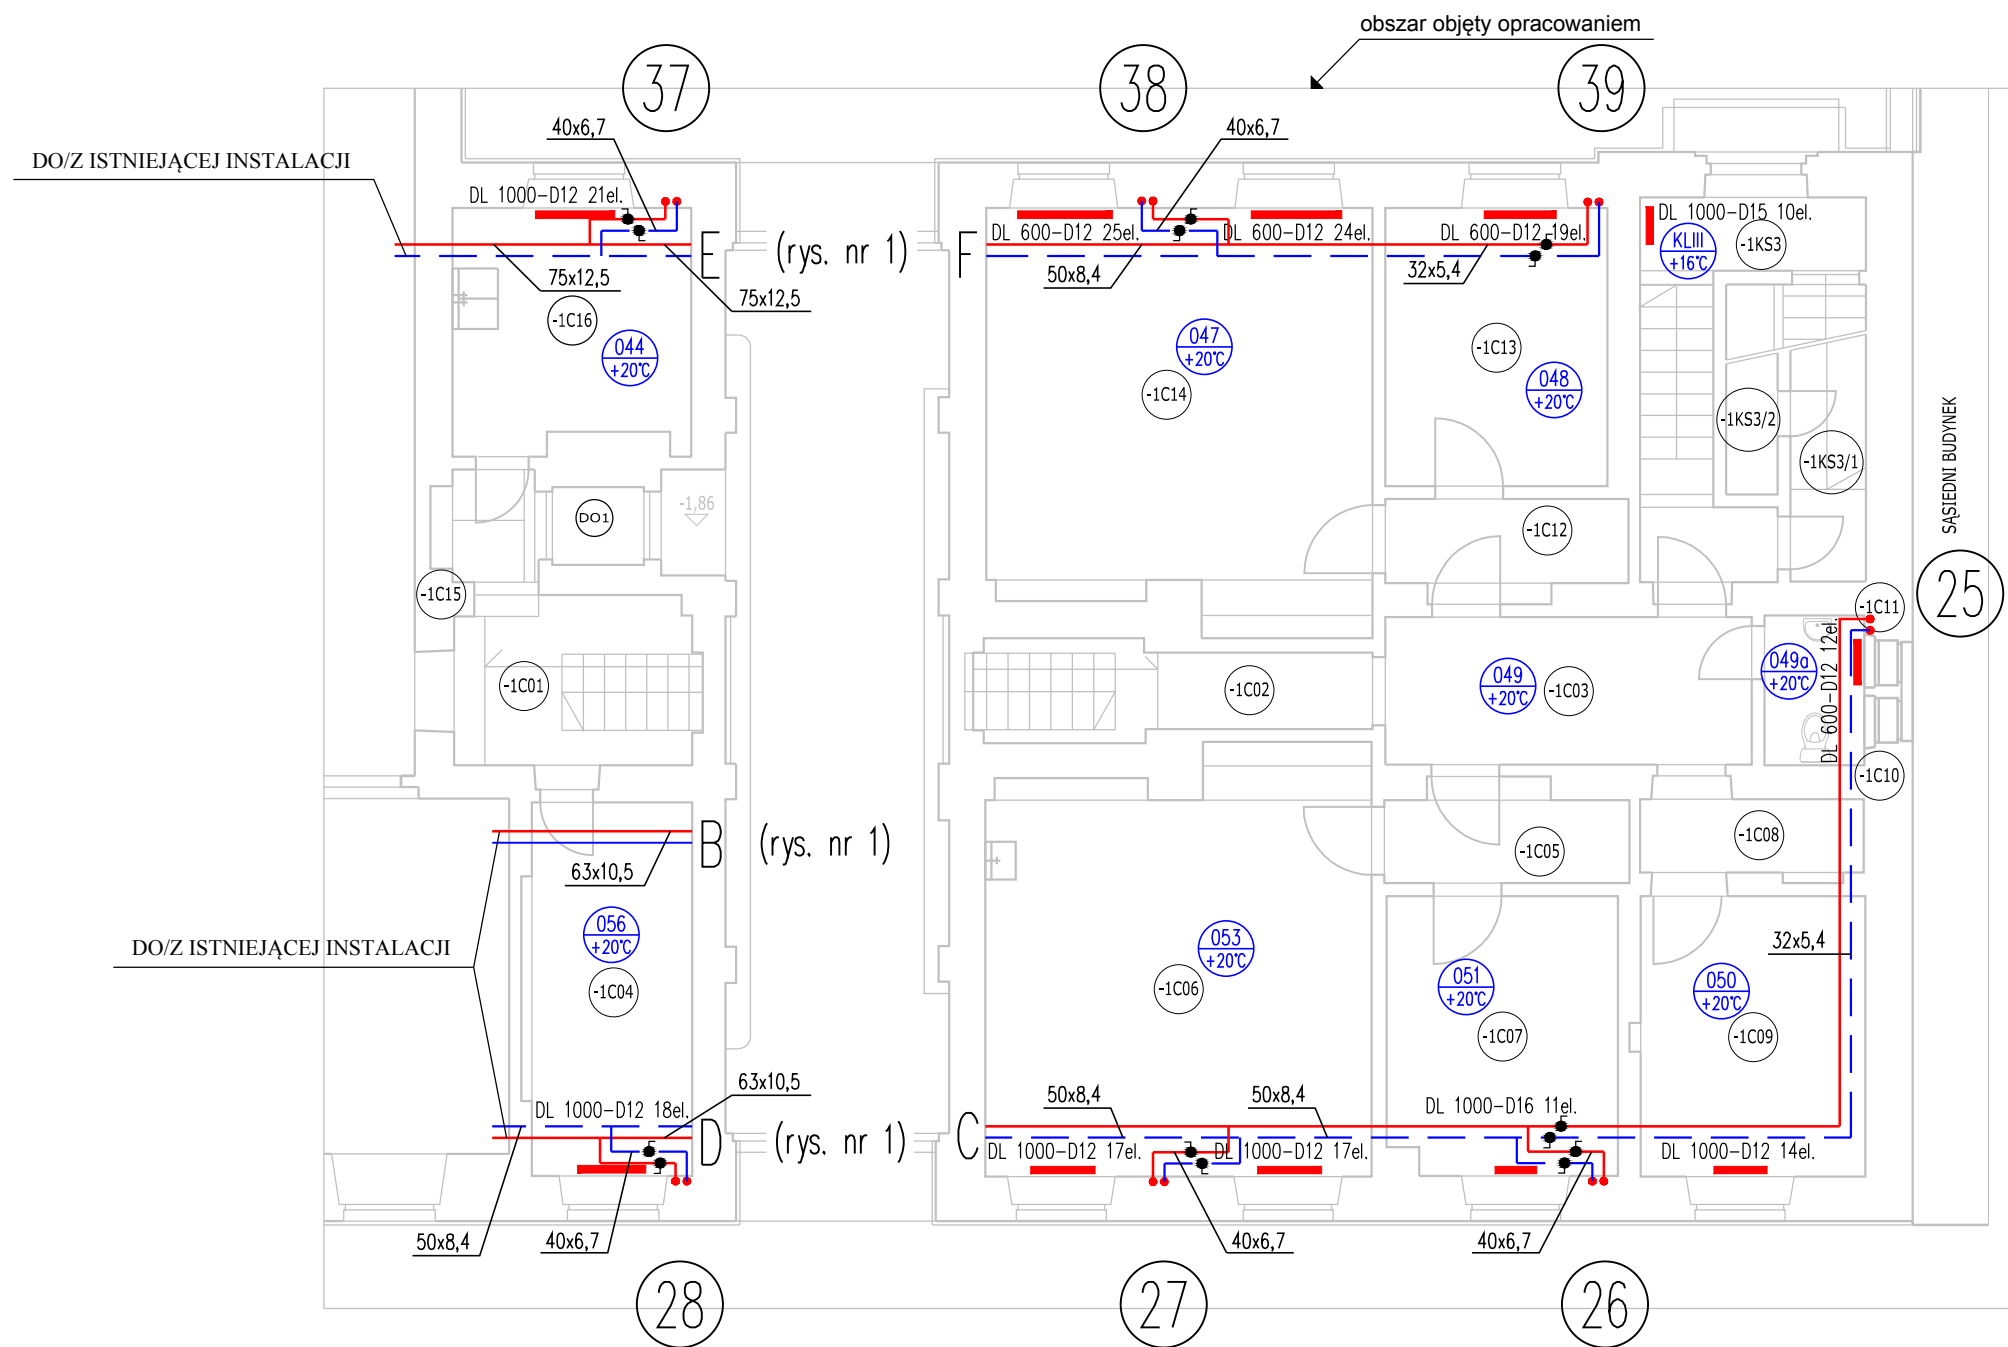 obszar objęty opracowaniem
37
38
39
40x6,7
40x6,7
DO/Z ISTNIEJĄCEJ INSTALACJI
DL 1000-D12 21el.
DL 600-D12 25el.
DL 600-D12 24el.
DL 600-D12 19el.
DL 1000-D15 10el.
KLIII
+16°C
-1KS3
E (rys. nr 1)
F
75x12,5
75x12,5
50x8,4
32x5,4
-1C16
044
+20°C
047
+20°C
-1C14
-1C13
048
+20°C
-1KS3/2
-1KS3/1
SĄSIEDNI BUDYNEK
DO1
-1,86
-1C12
-1C15
-1C11
25
-1C01
-1C02
049
+20°C
-1C03
049a
+20°C
DL 600-D12 12el.
-1C10
B (rys. nr 1)
63x10,5
-1C05
-1C08
056
+20°C
DO/Z ISTNIEJĄCEJ INSTALACJI
-1C04
053
+20°C
-1C06
051
+20°C
-1C07
050
+20°C
-1C09
32x5,4
63x10,5
50x8,4
50x8,4
DL 1000-D12 18el.
DL 1000-D16 11el.
D (rys. nr 1)
C
DL 1000-D12 17el.
DL 1000-D12 17el.
DL 1000-D12 14el.
50x8,4
40x6,7
40x6,7
40x6,7
28
27
26